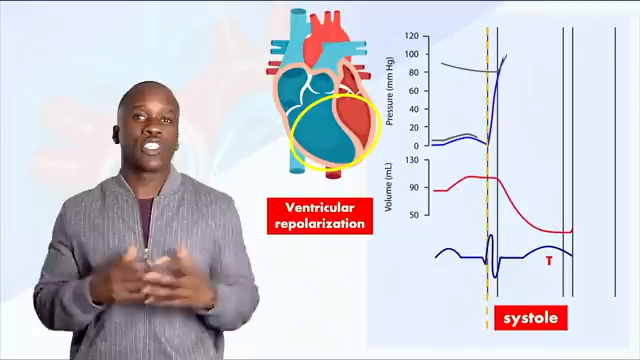 Ventricular
repolarization
Pressure (mm Hg)
120
100
80
60
40
20
0
Volume (mL)
130
90
50
T
systole